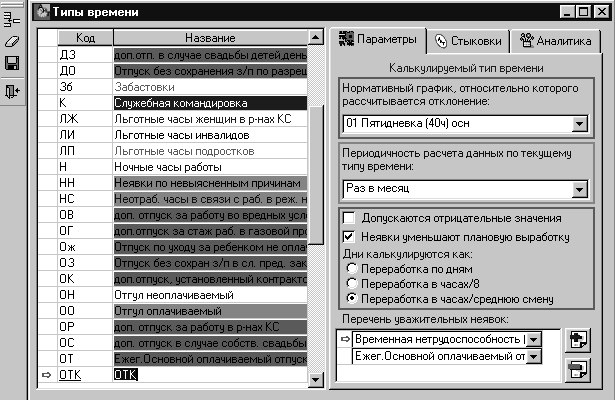 Типы времени
Код Название
ДЗ доп.отп. в случае свадьбы детей,день
ДО Отпуск без сохранения з/п по разреш
Зб Забастовки
К Служебная командировка
ЛЖ Льготные часы женщин в р-нах КС
ЛИ Льготные часы инвалидов
ЛП Льготные часы подростков
Н Ночные часы работы
НН Неявки по невыясненным причинам
НС Неотраб. часы в связи с раб. в реж. н
ОВ доп. отпуск за работу во вредных усло
ОГ доп.отпуск за стаж раб. в газовой про
Ож Отпуск по уходу за ребенком не опла
ОЗ Отпуск без сохран з/п в сл. пред. зак
ОК доп.отпуск, установленный контракто
ОН Отгул неоплачиваемый
ОО Отгул оплачиваемый
ОР доп. отпуск за работу в р-нах КС
ОС доп. отпуск в случае собств. свадьбы
ОТ Ежег.Основной оплачиваемый отпуск
ОТК ОТК
Параметры Стыковки Аналитика
Калькулируемый тип времени
Нормативный график, относительно которого
рассчитывается отклонение:
01 Пятидневка (40ч) осн
Периодичность расчета данных по текущему
типу времени:
Раз в месяц
Допускаются отрицательные значения
Неявки уменьшают плановую выработку
Дни калькулируются как:
Переработка по дням
Переработка в часах/8
Переработка в часах/среднюю смену
Перечень уважительных неявок:
Временная нетрудоспособность
Ежег.Основной оплачиваемый от